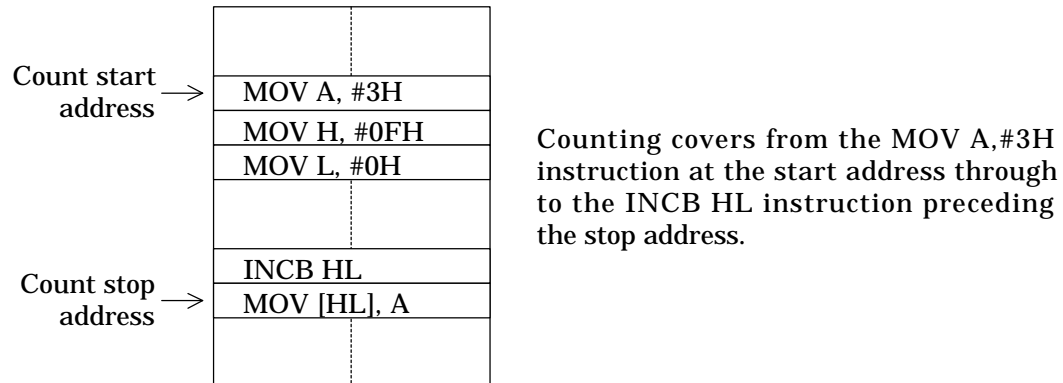 Count start
address
MOV A, #3H
MOV H, #0FH
MOV L, #0H
INCB HL
Count stop
address
MOV [HL], A
Counting covers from the MOV A,#3H
instruction at the start address through
to the INCB HL instruction preceding
the stop address.